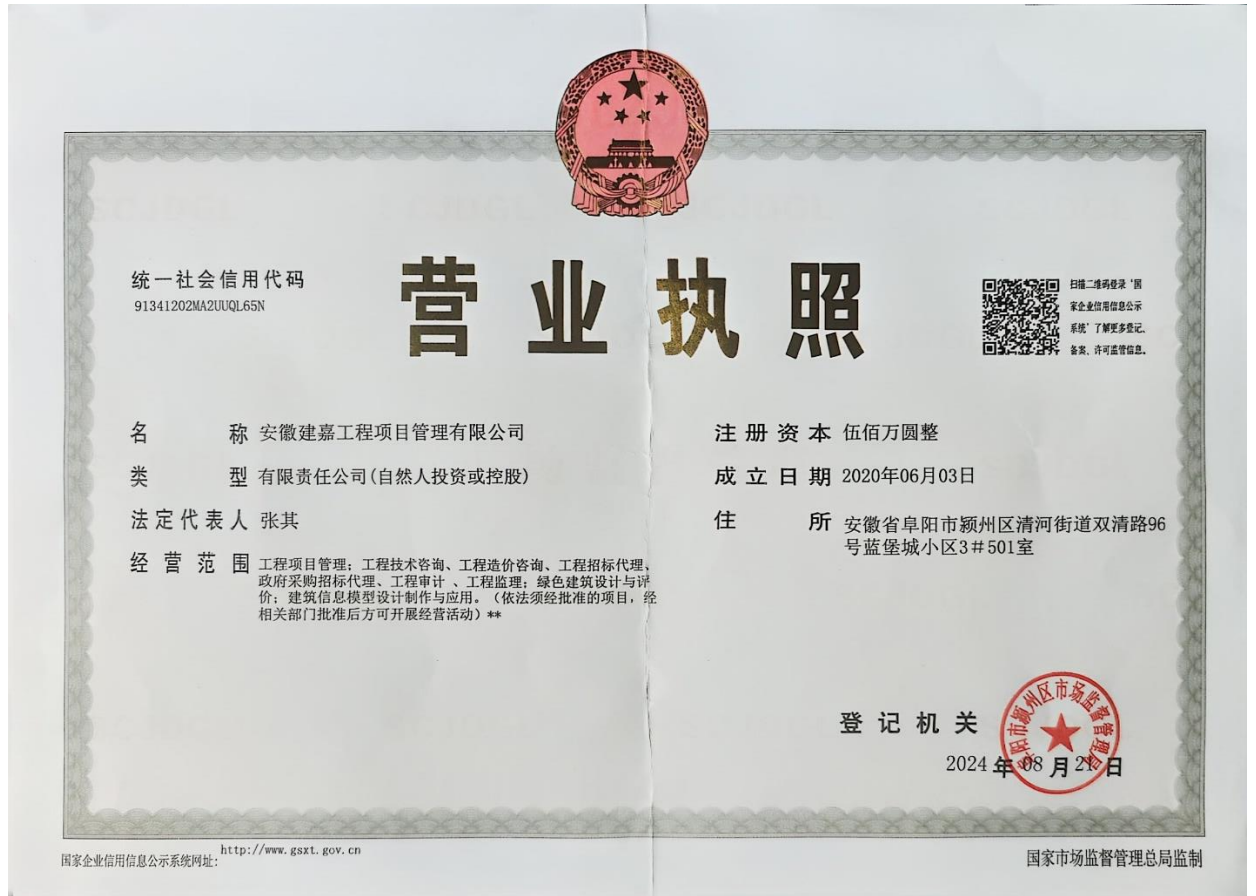 统一社会信用代码
91341202MA2UUQL65N
营业执照
扫描二维码登录‘国
家企业信用信息公示
系统’了解更多登记、
备案、许可监管信息。
名称 安徽建嘉工程项目管理有限公司
类型 有限责任公司(自然人投资或控股)
法定代表人 张其
经营范围 工程项目管理；工程技术咨询、工程造价咨询、工程招标代理、
政府采购招标代理、工程审计 、工程监理；绿色建筑设计与评
价；建筑信息模型设计制作与应用。（依法须经批准的项目，经
相关部门批准后方可开展经营活动）**
注册资本 伍佰万圆整
成立日期 2020年06月03日
住所 安徽省阜阳市颍州区清河街道双清路96
号蓝堡城小区3＃501室
登记机关
阜阳市颍州区市场监督管理局
2024年08月21日
国家企业信用信息公示系统网址: http://www.gsxt.gov.cn
国家市场监督管理总局监制